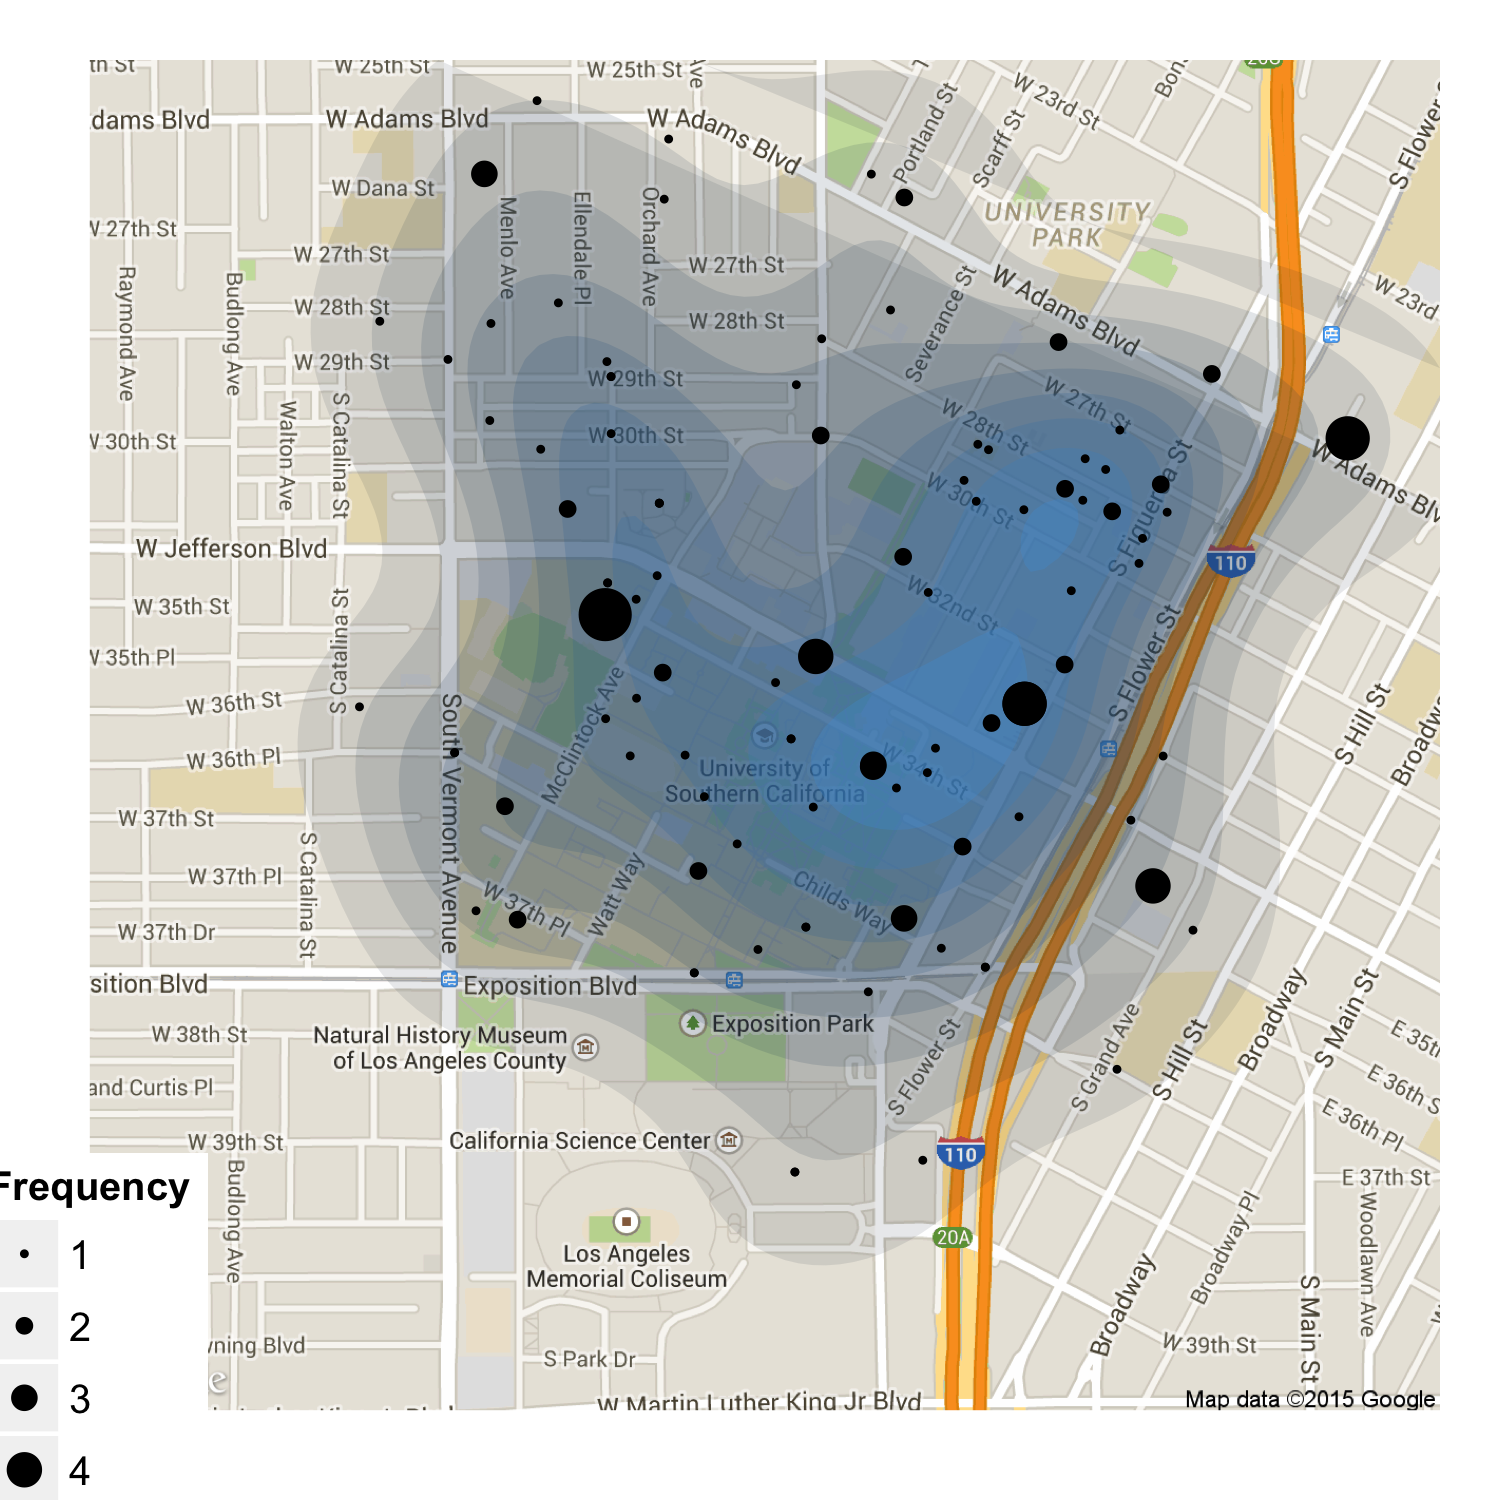 th St
W 25th St
W 25th St
Ave
W 23rd St
Bon
20C
S Flower
dams Blvd
W Adams Blvd
W Adams Blvd
Portland St
Scarff St
W Dana St
UNIVERSITY
PARK
W 27th St
W 27th St
Menlo Ave
Ellendale Pl
Orchard Ave
W 27th St
Severance St
W Adams Blvd
W 23rd
Raymond Ave
Budlong Ave
W 28th St
W 28th St
W 29th St
W 29th St
W 27th St
W 28th St
W 30th St
Walton Ave
S Catalina St
W 30th St
W 30th St
S Figueroa St
W Adams Blv
W Jefferson Blvd
110
W 32nd St
W 35th St
S Catalina St
W 35th Pl
S Flower St
W 36th St
South Vermont Avenue
McClintock Ave
S Hill St
Broadwa
W 36th Pl
University of
Southern California
W 34th St
W 37th St
S Catalina St
W 37th Pl
W 37th Pl
Watt Way
Childs Way
W 37th Dr
sition Blvd
Exposition Blvd
Broadway
S Main St
W 38th St
Natural History Museum
of Los Angeles County
Exposition Park
S Flower St
S Grand Ave
S Hill St
E 35th
and Curtis Pl
E 36th S
E 36th Pl
W 39th St
California Science Center
110
E 37th St
Frequency
Budlong Ave
Broadway Pl
Woodlawn Ave
1
Los Angeles
Memorial Coliseum
20A
Broadway
S Main St
2
wning Blvd
S Park Dr
W 39th St
3
e
W Martin Luther King Jr Blvd
Map data ©2015 Google
4